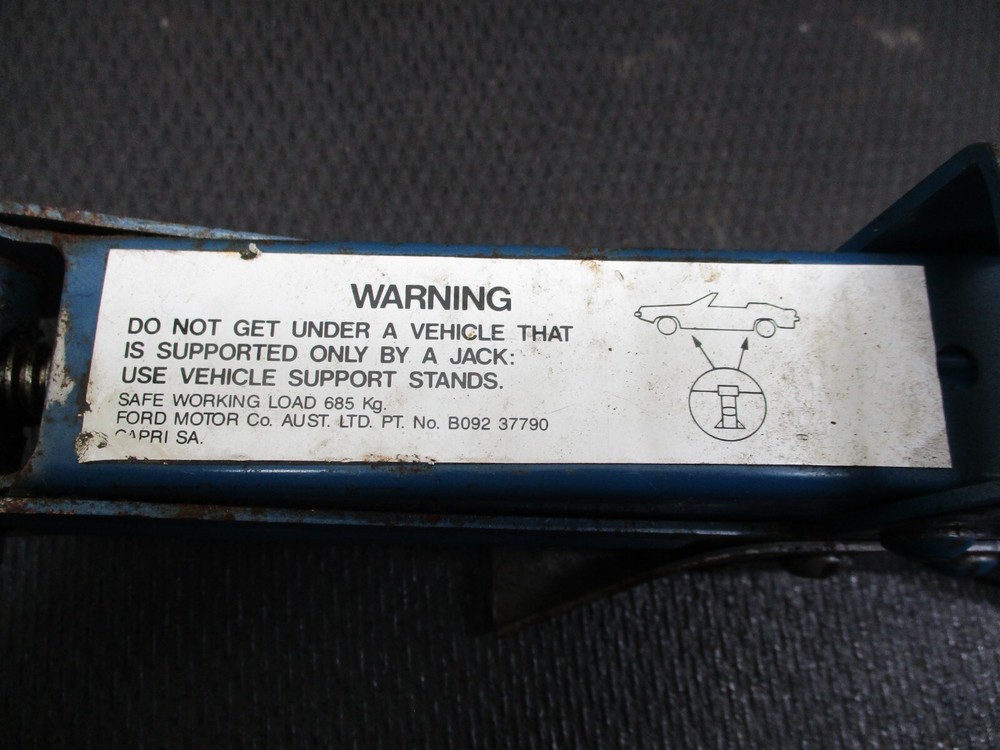 WARNING
DO NOT GET UNDER A VEHICLE THAT
IS SUPPORTED ONLY BY A JACK:
USE VEHICLE SUPPORT STANDS.
SAFE WORKING LOAD 685 Kg.
FORD MOTOR Co. AUST. LTD. PT. No. B092 37790
CAPRI SA.